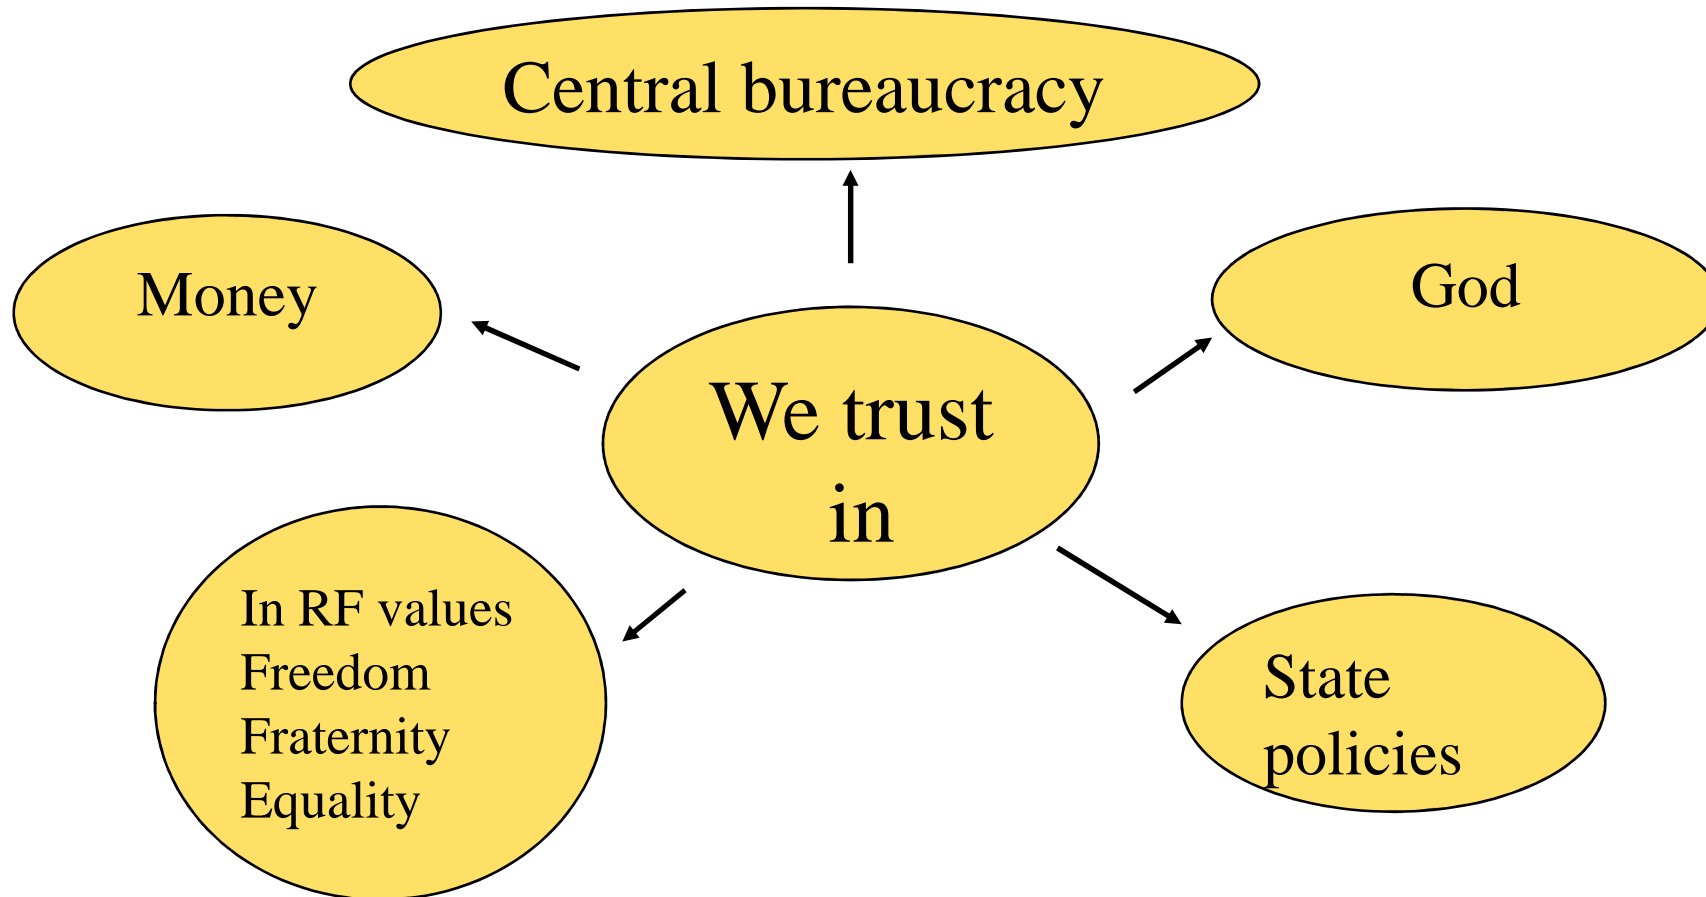 Central bureaucracy
Money
God
We trust
in
In RF values
Freedom
Fraternity
Equality
State
policies